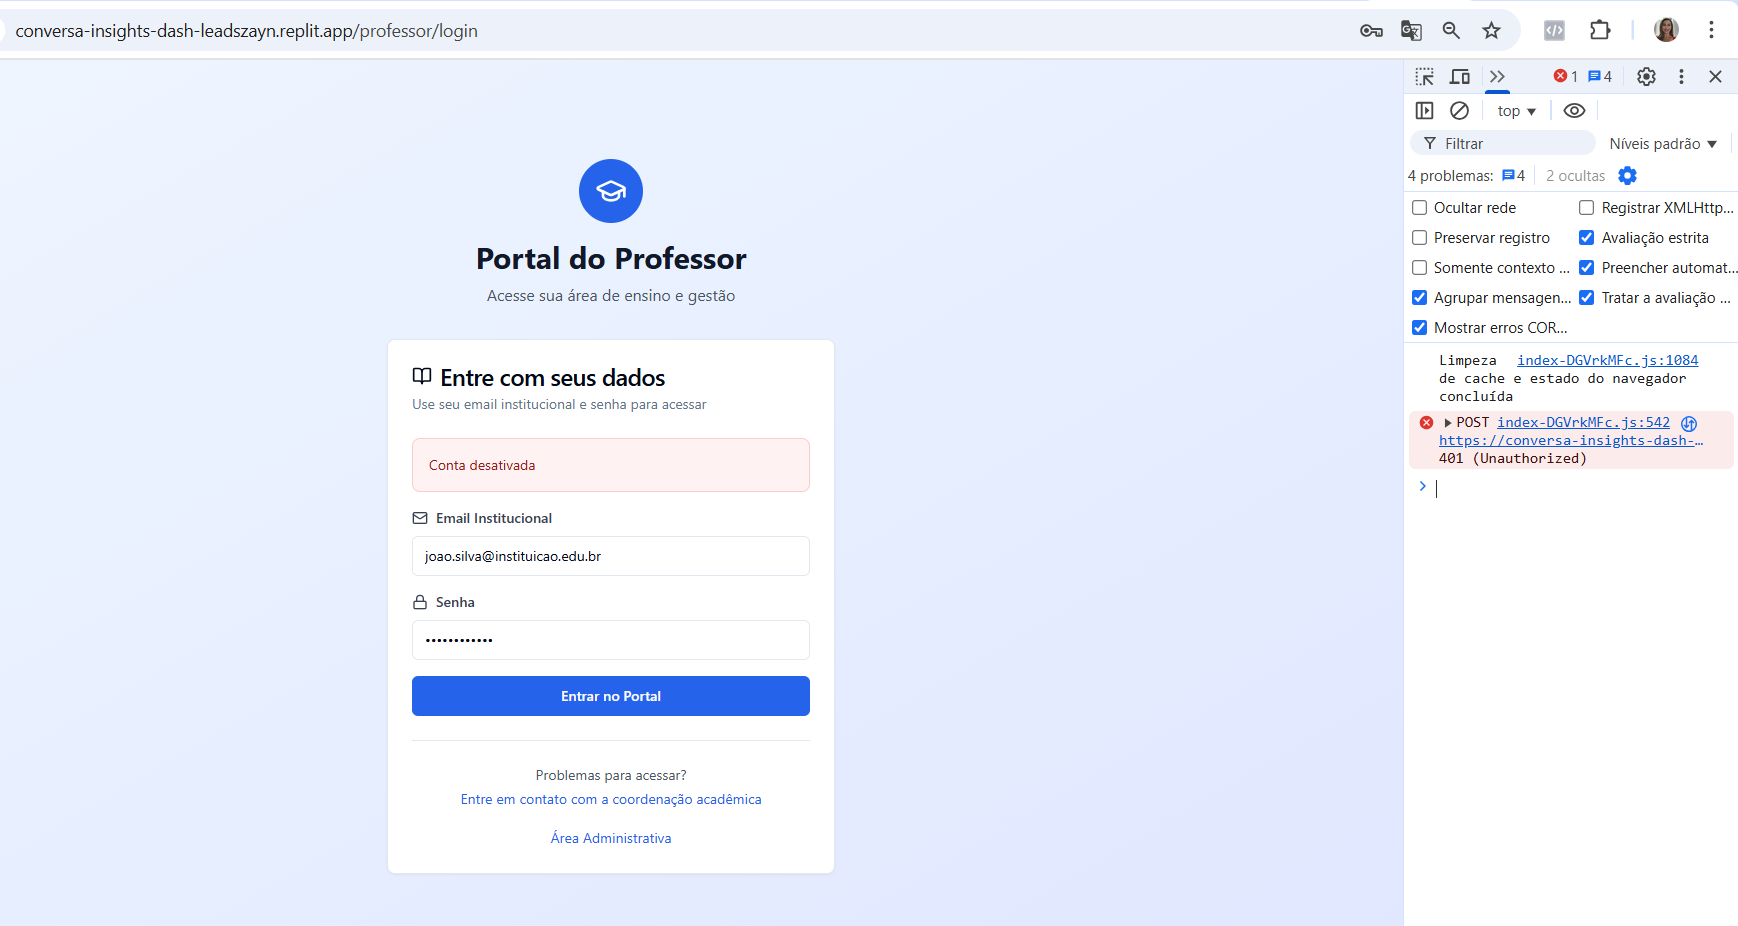 conversa-insights-dash-leadszayn.replit.app/professor/login
1
4
top
Filtrar
Níveis padrão
4 problemas: 4 2 ocultas
Ocultar rede
Registrar XMLHttp...
Preservar registro
Avaliação estrita
Somente contexto ...
Preencher automat...
Agrupar mensagen...
Tratar a avaliação ...
Mostrar erros COR...
Limpeza index-DGVrkMFc.js:1084
de cache e estado do navegador
concluída
POST index-DGVrkMFc.js:542
https://conversa-insights-dash-…
401 (Unauthorized)
Portal do Professor
Acesse sua área de ensino e gestão
Entre com seus dados
Use seu email institucional e senha para acessar
Conta desativada
Email Institucional
joao.silva@instituicao.edu.br
Senha
••••••••••••
Entrar no Portal
Problemas para acessar?
Entre em contato com a coordenação acadêmica
Área Administrativa